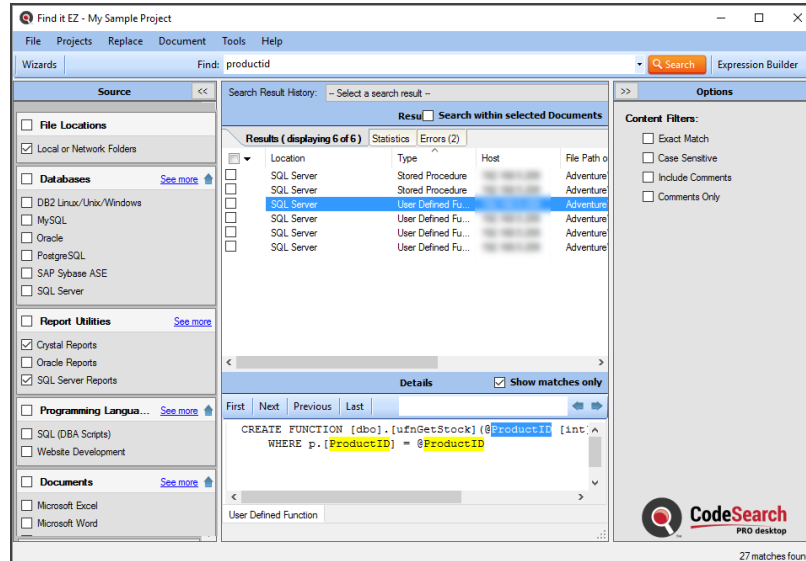 Find it EZ - My Sample Project
File Projects Replace Document Tools Help
Wizards Find: productid Search Expression Builder
Source << Search Result History: -- Select a search result -- >> Options
Resu Search within selected Documents
File Locations
Local or Network Folders
Databases See more
DB2 Linux/Unix/Windows
MySQL
Oracle
PostgreSQL
SAP Sybase ASE
SQL Server
Report Utilities See more
Crystal Reports
Oracle Reports
SQL Server Reports
Programming Langua... See more
SQL (DBA Scripts)
Website Development
Documents See more
Microsoft Excel
Microsoft Word
Results ( displaying 6 of 6 ) Statistics Errors (2)
Location Type Host File Path o
SQL Server Stored Procedure Adventure
SQL Server Stored Procedure Adventure
SQL Server User Defined Fu... Adventure
SQL Server User Defined Fu... Adventure
SQL Server User Defined Fu... Adventure
SQL Server User Defined Fu... Adventure
Details Show matches only
First Next Previous Last
CREATE FUNCTION [dbo].[ufnGetStock](@ProductID [int]
WHERE p.[ProductID] = @ProductID
User Defined Function
Content Filters:
Exact Match
Case Sensitive
Include Comments
Comments Only
CodeSearch
PRO desktop
27 matches foun